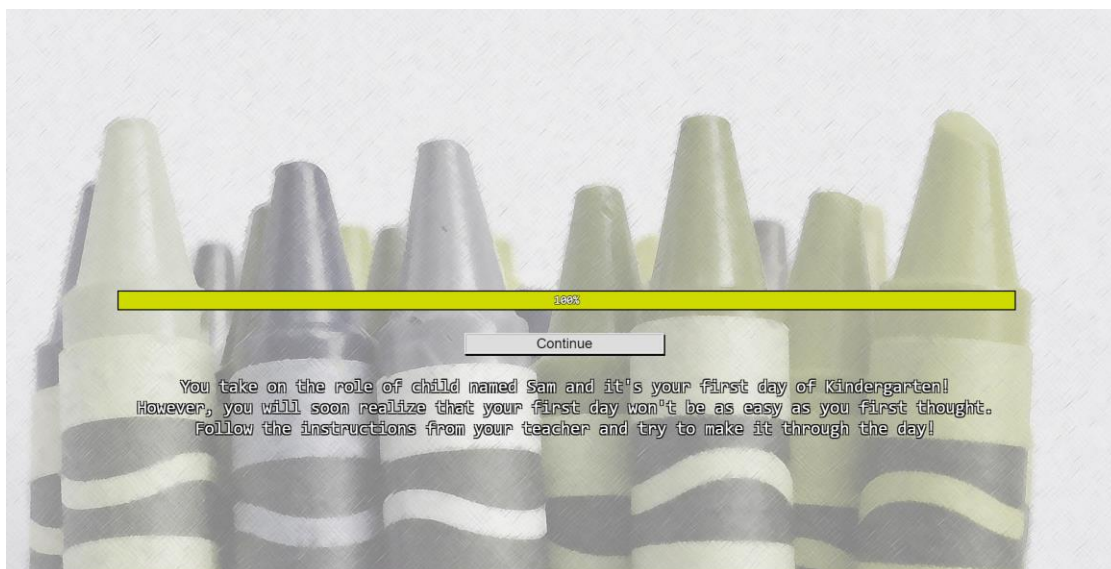 100%
Continue
You take on the role of child named Sam and it's your first day of Kindergarten!
However, you will soon realize that your first day won't be as easy as you first thought.
Follow the instructions from your teacher and try to make it through the day!